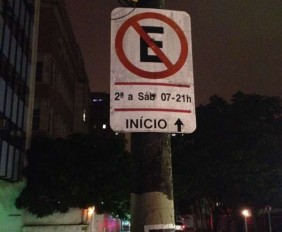 E
2ª a Sáb 07-21h
INÍCIO ↑